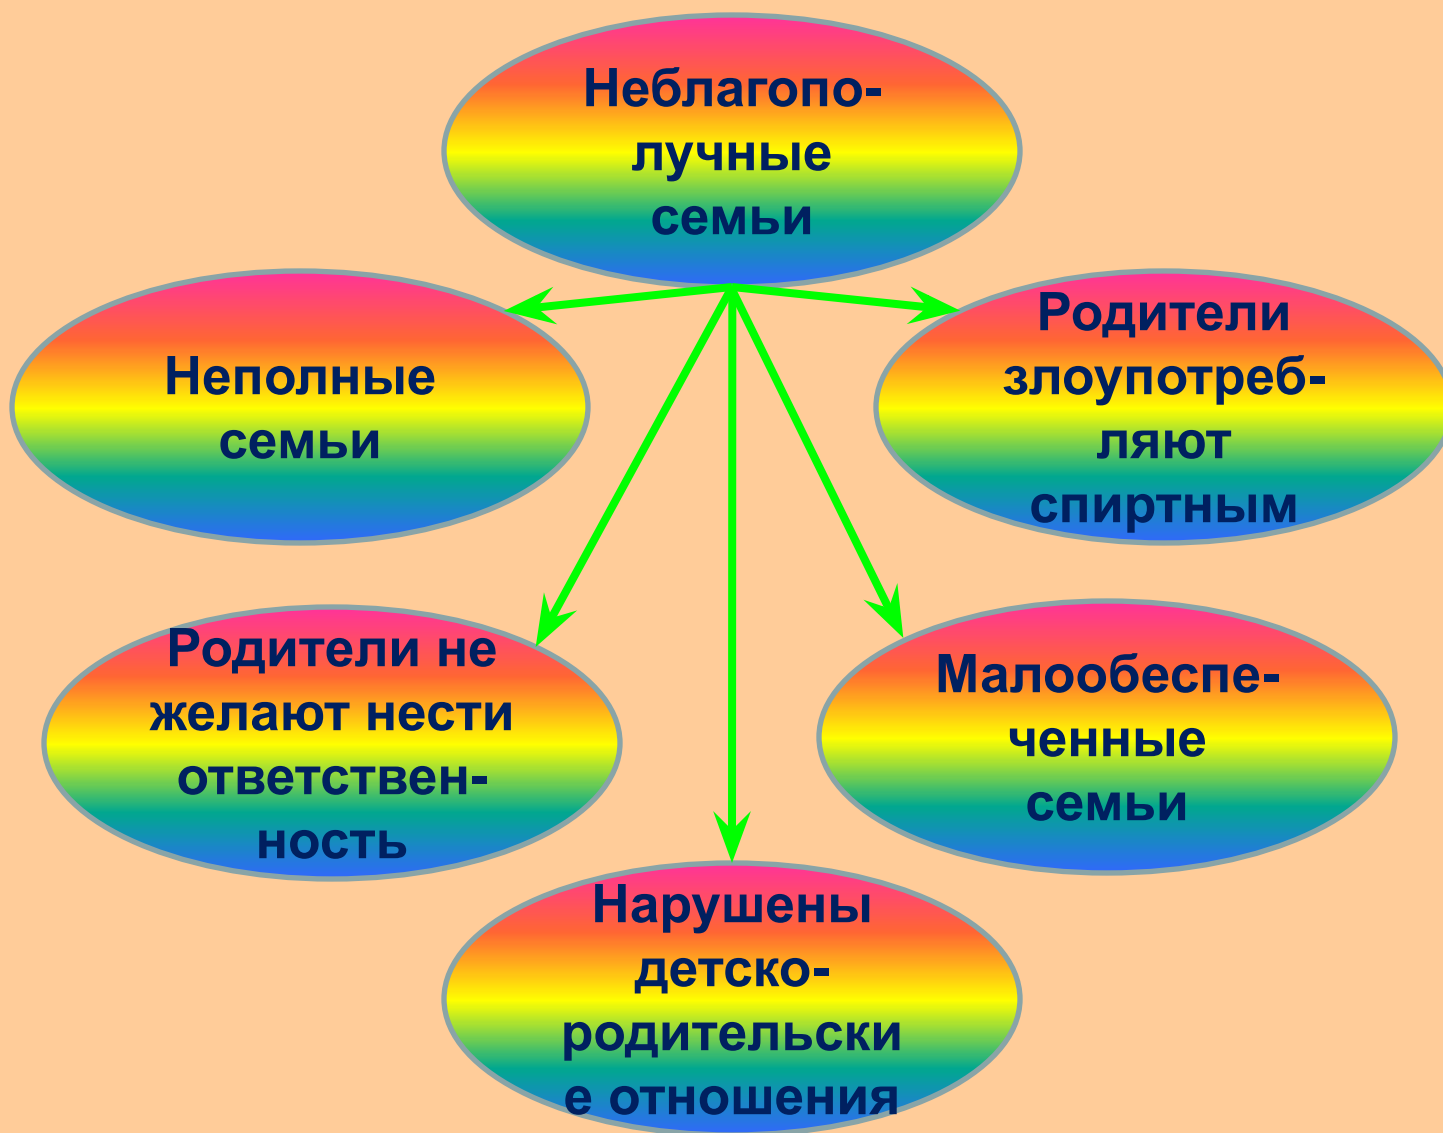 Неблагопо-
лучные
семьи
Неполные
семьи
Родители
злоупотреб-
ляют
спиртным
Родители не
желают нести
ответствен-
ность
Малообеспе-
ченные
семьи
Нарушены
детско-
родительски
е отношения